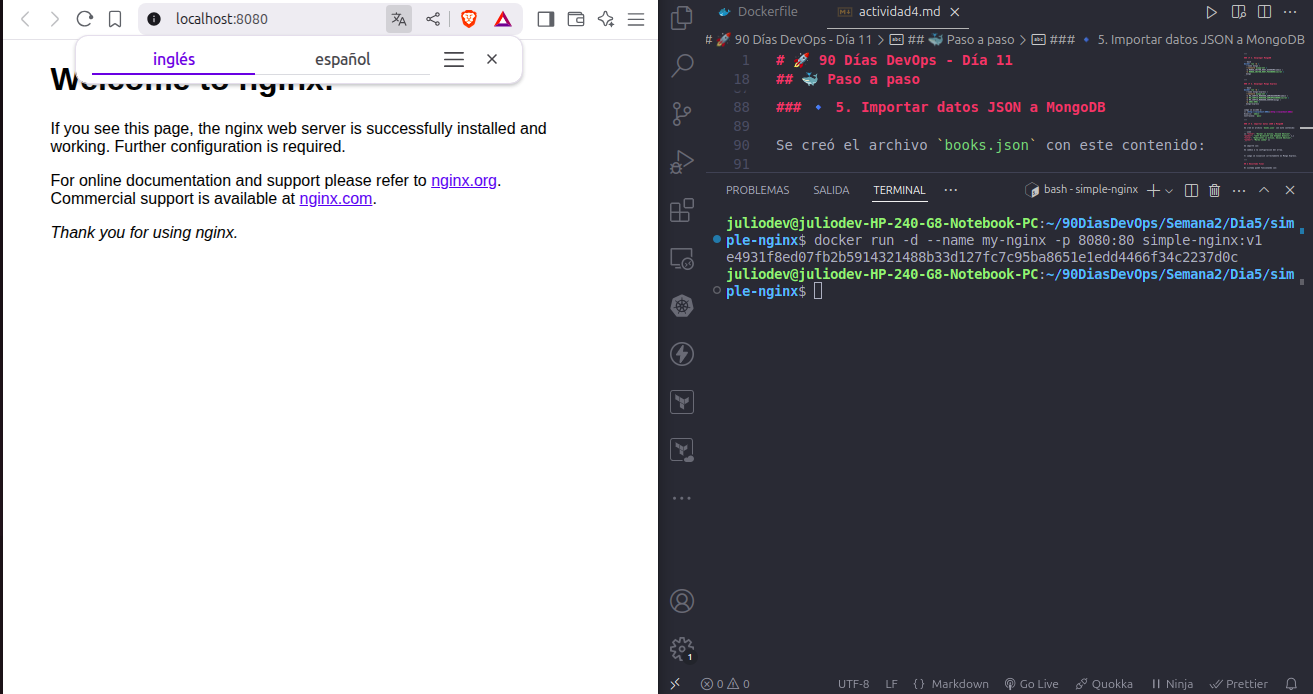 localhost:8080
inglés español
Welcome to nginx!
If you see this page, the nginx web server is successfully installed and
working. Further configuration is required.
For online documentation and support please refer to nginx.org.
Commercial support is available at nginx.com.
Thank you for using nginx.
Dockerfile actividad4.md
# 🚀 90 Días DevOps - Día 11 > ## 🐳 Paso a paso > ### 🔹 5. Importar datos JSON a MongoDB
1 # 🚀 90 Días DevOps - Día 11
18 ## 🐳 Paso a paso
88 ### 🔹 5. Importar datos JSON a MongoDB
89
90 Se creó el archivo `books.json` con este contenido:
91
PROBLEMAS SALIDA TERMINAL ··· bash - simple-nginx
juliodev@juliodev-HP-240-G8-Notebook-PC:~/90DiasDevOps/Semana2/Dia5/sim
ple-nginx$ docker run -d --name my-nginx -p 8080:80 simple-nginx:v1
e4931f8ed07fb2b5914321488b33d127fc7c95ba8651e1edd4466f34c2237d0c
juliodev@juliodev-HP-240-G8-Notebook-PC:~/90DiasDevOps/Semana2/Dia5/sim
ple-nginx$
1
0 0 UTF-8 LF {} Markdown Go Live Quokka Ninja Prettier